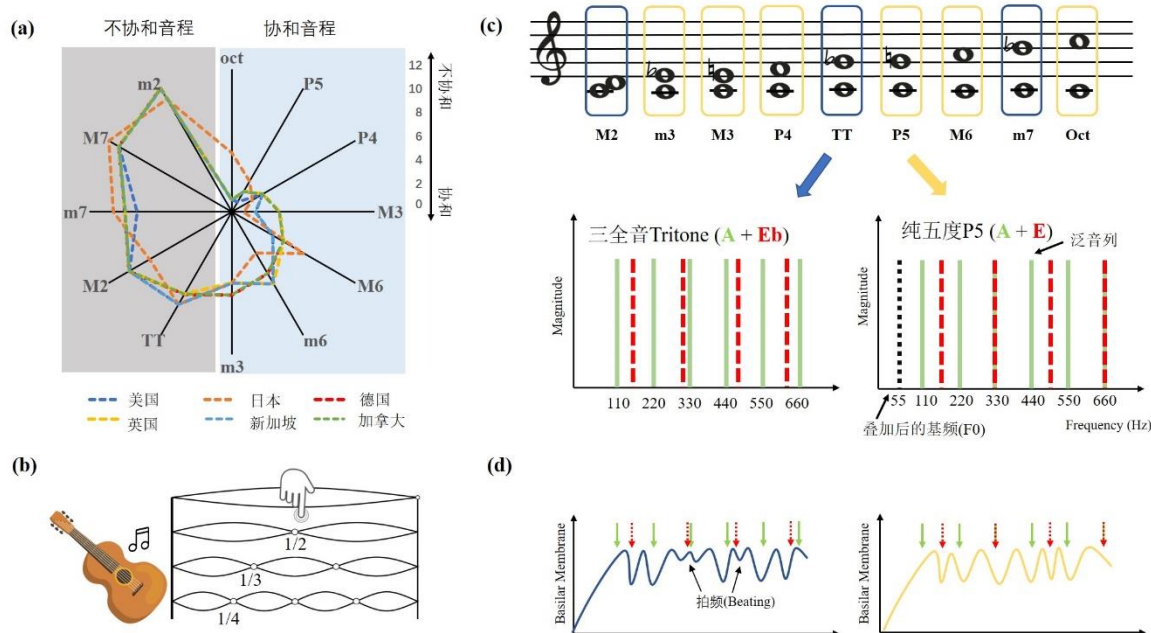 (a)
不协和音程
协和音程
oct
P5
P4
M3
M6
m6
m3
TT
M2
m7
M7
m2
12
10
8
6
4
2
0
不协和
协和
美国
日本
德国
英国
新加坡
加拿大
(b)
1/2
1/3
1/4
(c)
M2 m3 M3 P4 TT P5 M6 m7 Oct
三全音Tritone (A + Eb)
Magnitude
110 220 330 440 550 660
纯五度P5 (A + E)
泛音列
Magnitude
55 110 220 330 440 550 660
叠加后的基频(F0)
Frequency (Hz)
(d)
Basilar Membrane
拍频(Beating)
Basilar Membrane